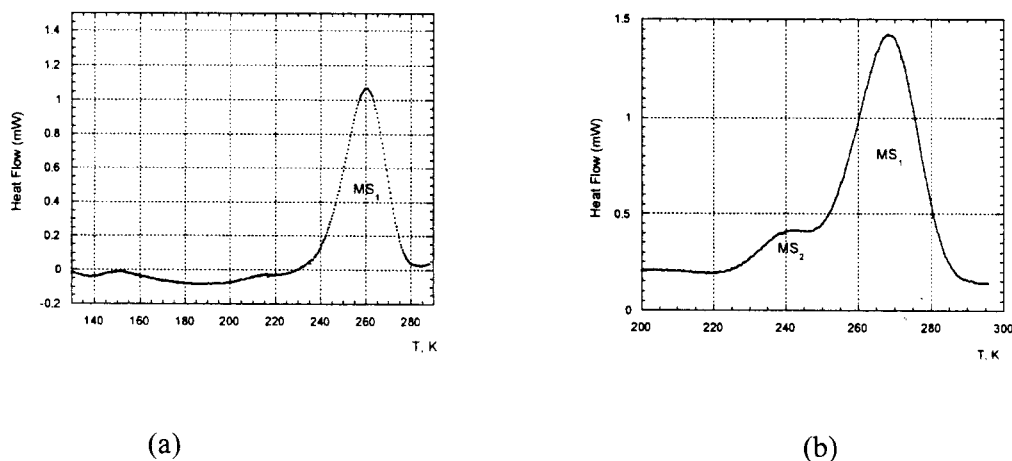 Heat Flow (mW)
1.4
1.2
1
0.8
0.6
0.4
0.2
0
-0.2
MS1
140 160 180 200 220 240 260 280
T, K
(a)
Heat Flow (mW)
1.5
1
0.5
0
MS1
MS2
200 220 240 260 280 300
T, K
(b)